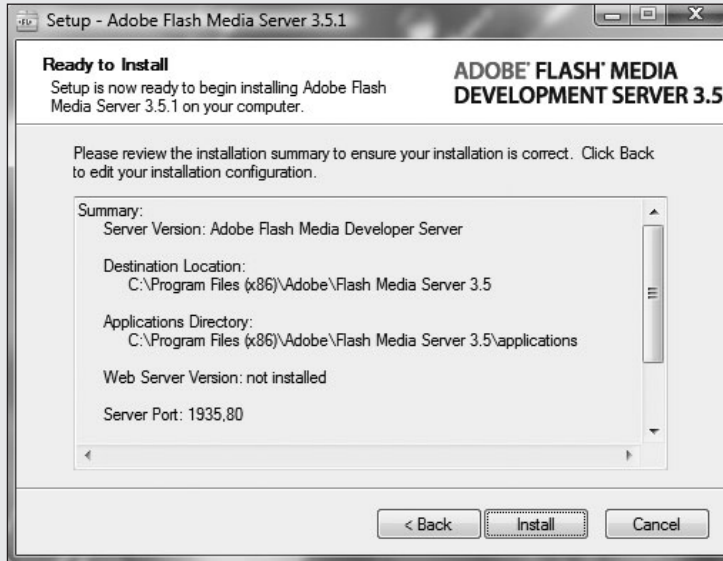 Setup - Adobe Flash Media Server 3.5.1
Ready to Install
Setup is now ready to begin installing Adobe Flash
Media Server 3.5.1 on your computer.
ADOBE® FLASH® MEDIA
DEVELOPMENT SERVER 3.5
Please review the installation summary to ensure your installation is correct. Click Back
to edit your installation configuration.
Summary:
Server Version: Adobe Flash Media Developer Server
Destination Location:
C:\Program Files (x86)\Adobe\Flash Media Server 3.5
Applications Directory:
C:\Program Files (x86)\Adobe\Flash Media Server 3.5\applications
Web Server Version: not installed
Server Port: 1935,80
< Back
Install
Cancel